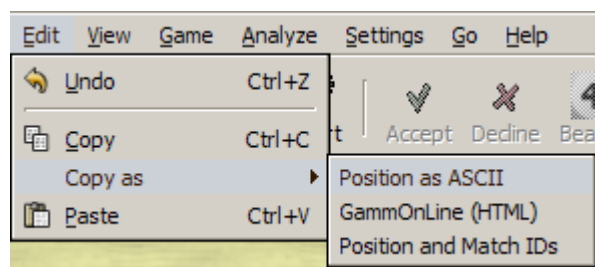 Edit View Game Analyze Settings Go Help
Undo Ctrl+Z
Copy Ctrl+C
Accept Decline
Copy as
Position as ASCII
GammOnLine (HTML)
Position and Match IDs
Paste Ctrl+V